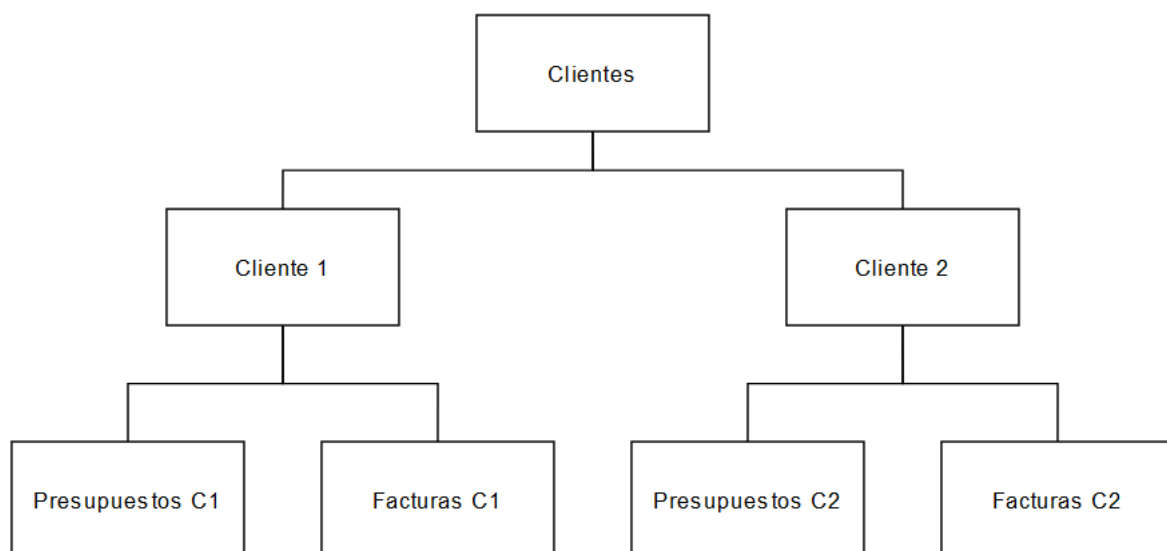 Clientes
Cliente 1
Cliente 2
Presupuestos C1
Facturas C1
Presupuestos C2
Facturas C2